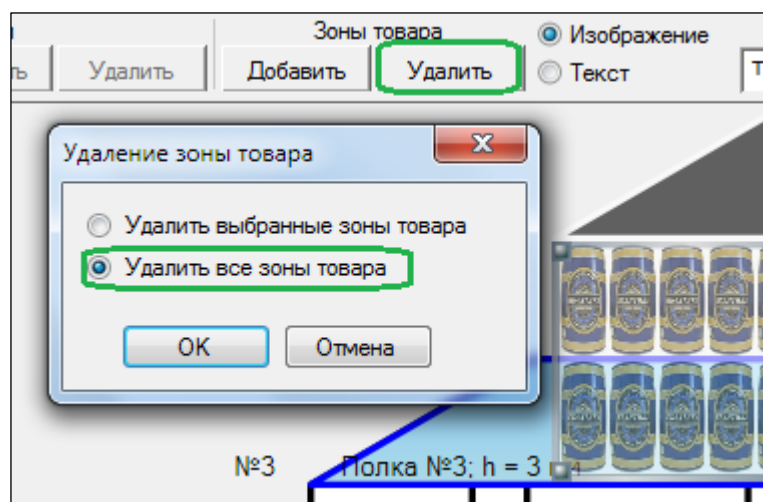 Зоны товара
Изображение
Удалить
Добавить
Удалить
Текст
Удаление зоны товара
Удалить выбранные зоны товара
Удалить все зоны товара
OK
Отмена
№3
Полка №3; h = 3